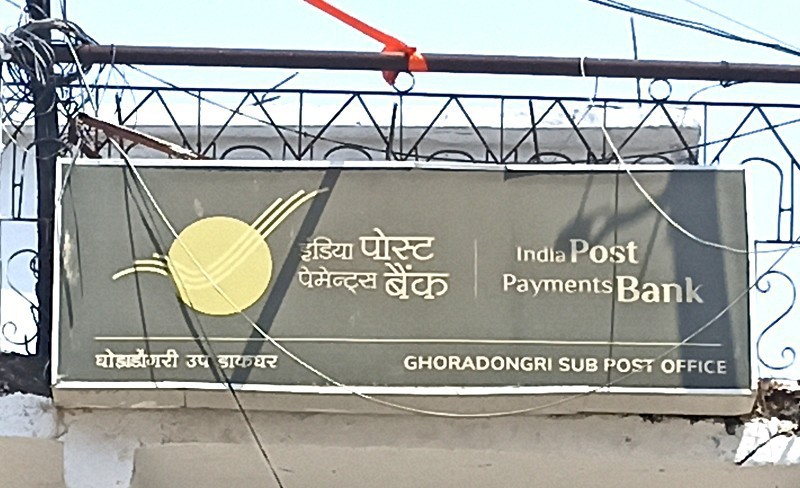 इंडिया पोस्ट
पेमेन्ट्स बैंक
India Post
Payments Bank
घोड़ाडोंगरी उप डाकघर
GHORADONGRI SUB POST OFFICE